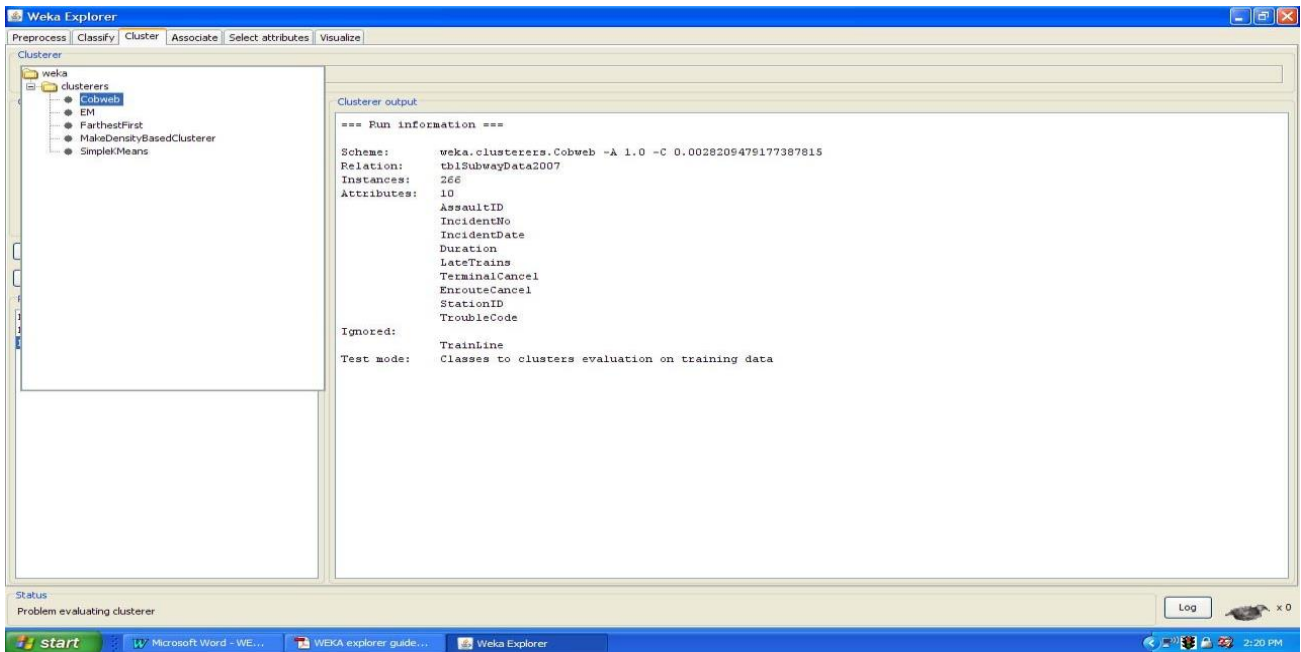 Weka Explorer
Preprocess Classify Cluster Associate Select attributes Visualize
Clusterer
weka
clusterers
Cobweb
EM
FarthestFirst
MakeDensityBasedClusterer
SimpleKMeans
Clusterer output
=== Run information ===
Scheme: weka.clusterers.Cobweb -A 1.0 -C 0.0028209479177387815
Relation: tblSubwayData2007
Instances: 266
Attributes: 10
AssaultID
IncidentNo
IncidentDate
Duration
LateTrains
TerminalCancel
EnrouteCancel
StationID
TroubleCode
Ignored:
TrainLine
Test mode: Classes to clusters evaluation on training data
Status
Problem evaluating clusterer
Log
x 0
start
Microsoft Word - WE...
WEKA explorer guide...
Weka Explorer
2:20 PM